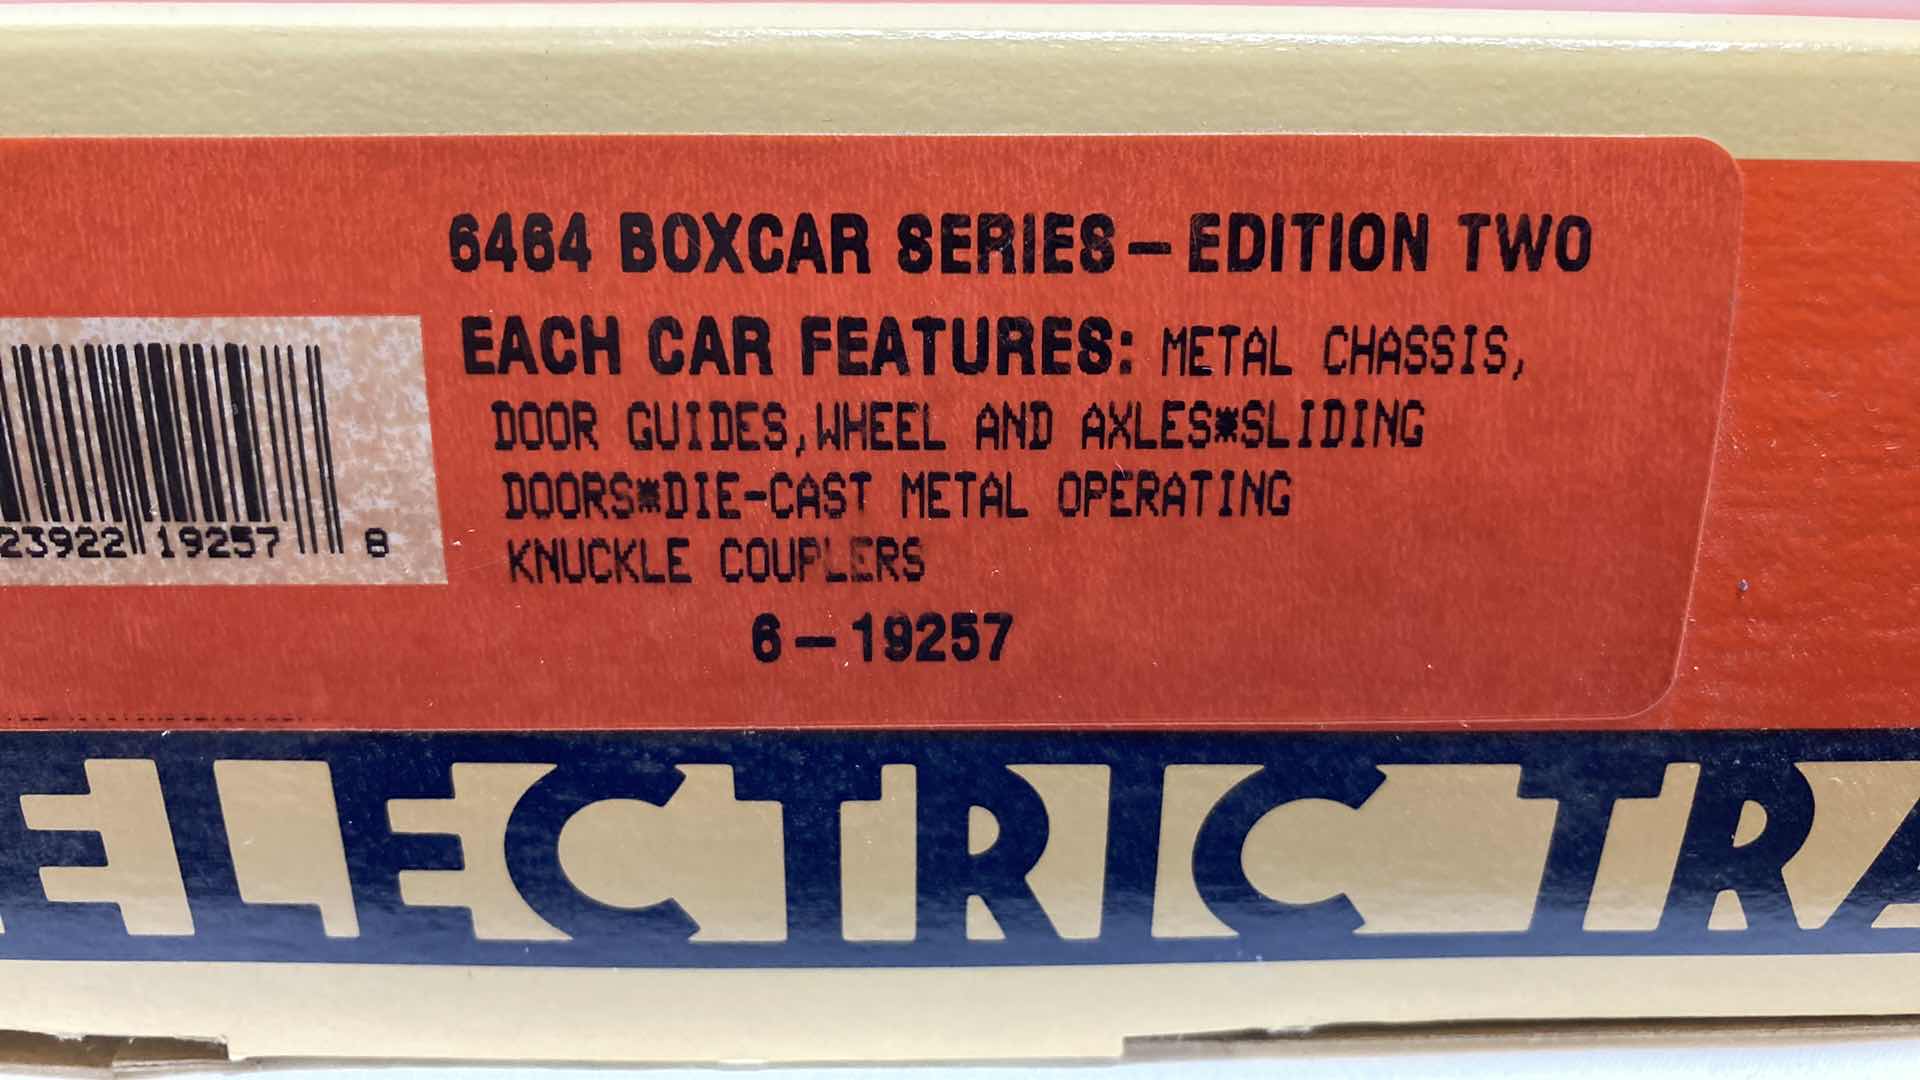 6464 BOXCAR SERIES – EDITION TWO
EACH CAR FEATURES: METAL CHASSIS,
DOOR GUIDES,WHEEL AND AXLES*SLIDING
DOORS*DIE-CAST METAL OPERATING
KNUCKLE COUPLERS
6–19257
23922 19257 8
ELECTRIC TRA